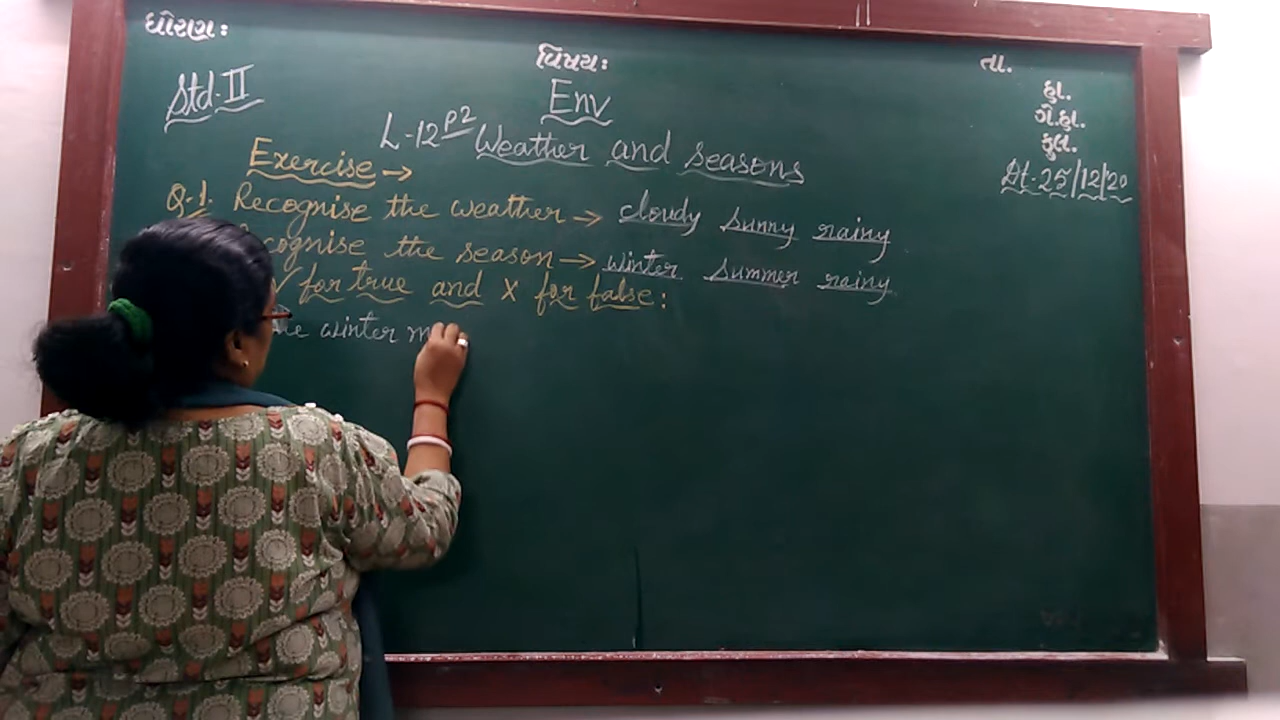 ધોરણ:
વિષય:
તા.
Std-II
Env
હા.
ગે.હા.
કુલ.
L-12 P2 Weather and seasons
Dt-25/12/20
Exercise →
Q-1. Recognise the weather → cloudy sunny rainy
cognise the season → winter summer rainy
for true and X for false:
winter